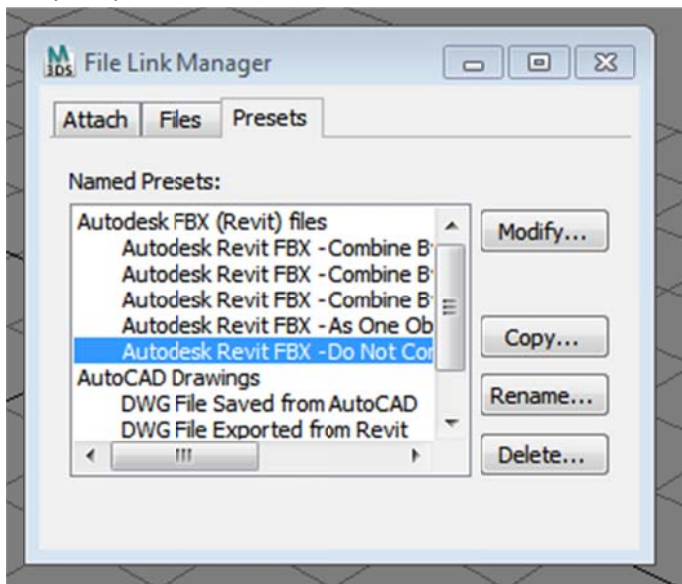 M
3DS File Link Manager
Attach Files Presets
Named Presets:
Autodesk FBX (Revit) files
Autodesk Revit FBX -Combine B
Autodesk Revit FBX -Combine B
Autodesk Revit FBX -Combine B
Autodesk Revit FBX -As One Ob
Autodesk Revit FBX -Do Not Co
AutoCAD Drawings
DWG File Saved from AutoCAD
DWG File Exported from Revit
Modify...
Copy...
Rename...
Delete...